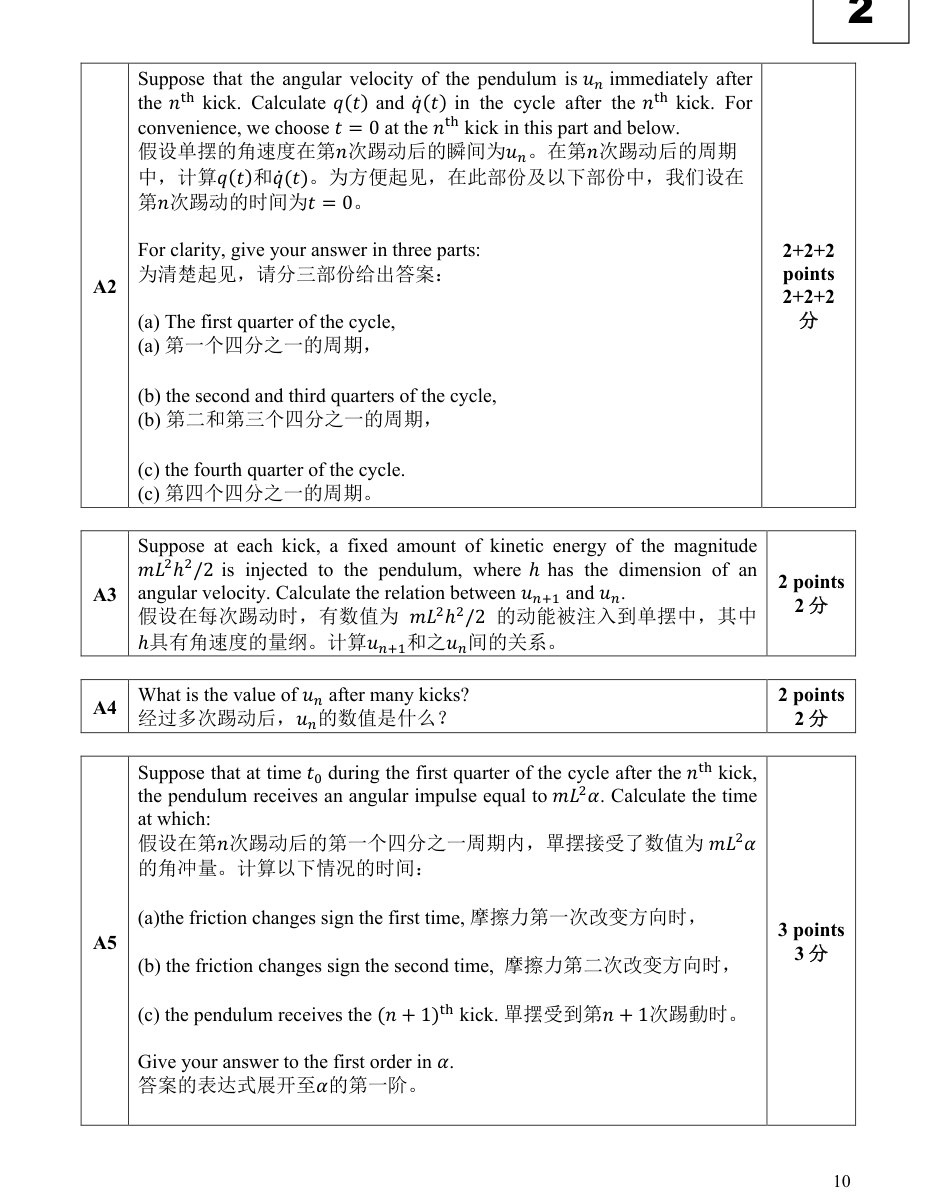 2
Suppose that the angular velocity of the pendulum is uₙ immediately after
the nᵗʰ kick. Calculate q(t) and q̇(t) in the cycle after the nᵗʰ kick. For
convenience, we choose t = 0 at the nᵗʰ kick in this part and below.
假设单摆的角速度在第n次踢动后的瞬间为uₙ。在第n次踢动后的周期
中，计算q(t)和q̇(t)。为方便起见，在此部份及以下部份中，我们设在
第n次踢动的时间为t = 0。
For clarity, give your answer in three parts:
为清楚起见，请分三部份给出答案：
A2
(a) The first quarter of the cycle,
(a) 第一个四分之一的周期，
(b) the second and third quarters of the cycle,
(b) 第二和第三个四分之一的周期，
(c) the fourth quarter of the cycle.
(c) 第四个四分之一的周期。
2+2+2
points
2+2+2
分
A3
Suppose at each kick, a fixed amount of kinetic energy of the magnitude
mL²h²/2 is injected to the pendulum, where h has the dimension of an
angular velocity. Calculate the relation between uₙ₊₁ and uₙ.
假设在每次踢动时，有数值为 mL²h²/2 的动能被注入到单摆中，其中
h具有角速度的量纲。计算uₙ₊₁和之uₙ间的关系。
2 points
2 分
A4
What is the value of uₙ after many kicks?
经过多次踢动后，uₙ的数值是什么？
2 points
2 分
A5
Suppose that at time t₀ during the first quarter of the cycle after the nᵗʰ kick,
the pendulum receives an angular impulse equal to mL²α. Calculate the time
at which:
假设在第n次踢动后的第一个四分之一周期内，單摆接受了数值为 mL²α
的角冲量。计算以下情况的时间：
(a)the friction changes sign the first time, 摩擦力第一次改变方向时，
(b) the friction changes sign the second time, 摩擦力第二次改变方向时，
(c) the pendulum receives the (n + 1)ᵗʰ kick. 單摆受到第n + 1次踢動时。
Give your answer to the first order in α.
答案的表达式展开至α的第一阶。
3 points
3 分
10